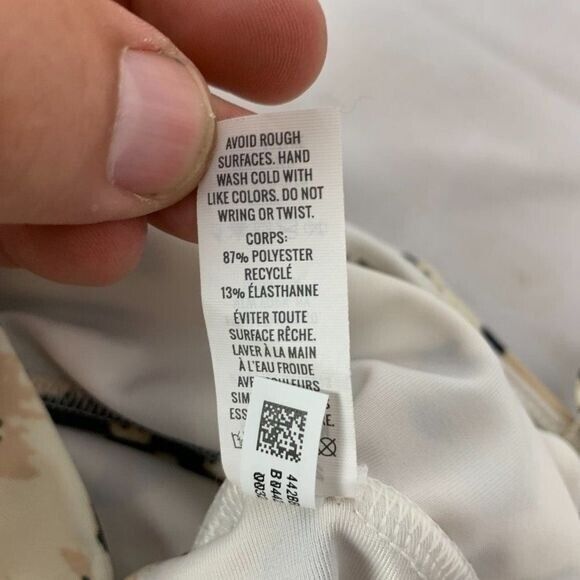 AVOID ROUGH
SURFACES. HAND
WASH COLD WITH
LIKE COLORS. DO NOT
WRING OR TWIST.
CORPS:
87% POLYESTER
RECYCLÉ
13% ÉLASTHANNE
ÉVITER TOUTE
SURFACE RÊCHE.
LAVER À LA MAIN
À L'EAU FROIDE